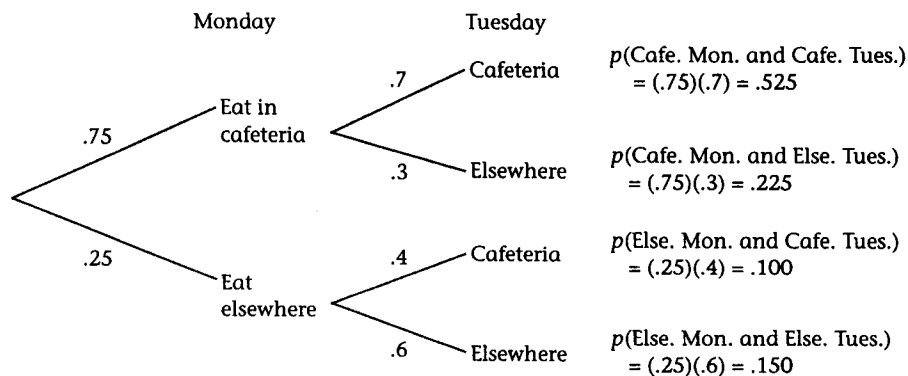 Monday
Tuesday
.75
Eat in
cafeteria
.7
Cafeteria
p(Cafe. Mon. and Cafe. Tues.)
= (.75)(.7) = .525
.3
Elsewhere
p(Cafe. Mon. and Else. Tues.)
= (.75)(.3) = .225
.25
Eat
elsewhere
.4
Cafeteria
p(Else. Mon. and Cafe. Tues.)
= (.25)(.4) = .100
.6
Elsewhere
p(Else. Mon. and Else. Tues.)
= (.25)(.6) = .150